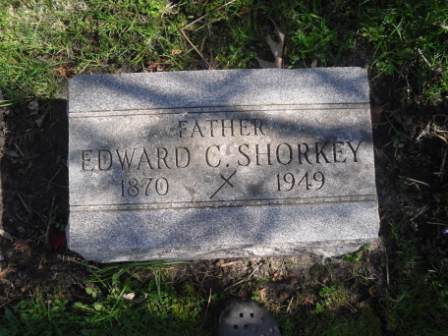 FATHER
EDWARD C. SHORKEY
1870 1949